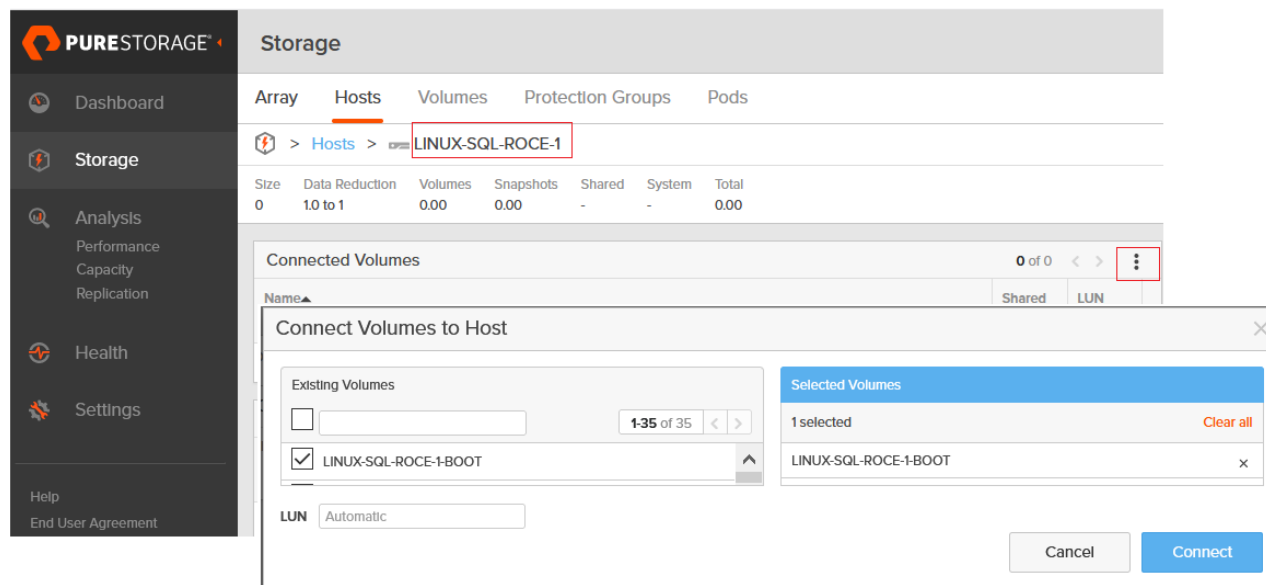 PURESTORAGE®
Storage
Dashboard
Storage
Analysis
Performance
Capacity
Replication
Health
Settings
Help
End User Agreement
Array Hosts Volumes Protection Groups Pods
> Hosts > LINUX-SQL-ROCE-1
Size Data Reduction Volumes Snapshots Shared System Total
0 1.0 to 1 0.00 0.00 - - 0.00
Connected Volumes 0 of 0 < >
Name Shared LUN
Connect Volumes to Host
Existing Volumes
1-35 of 35 < >
LINUX-SQL-ROCE-1-BOOT
LUN Automatic
Selected Volumes
1 selected Clear all
LINUX-SQL-ROCE-1-BOOT
Cancel Connect